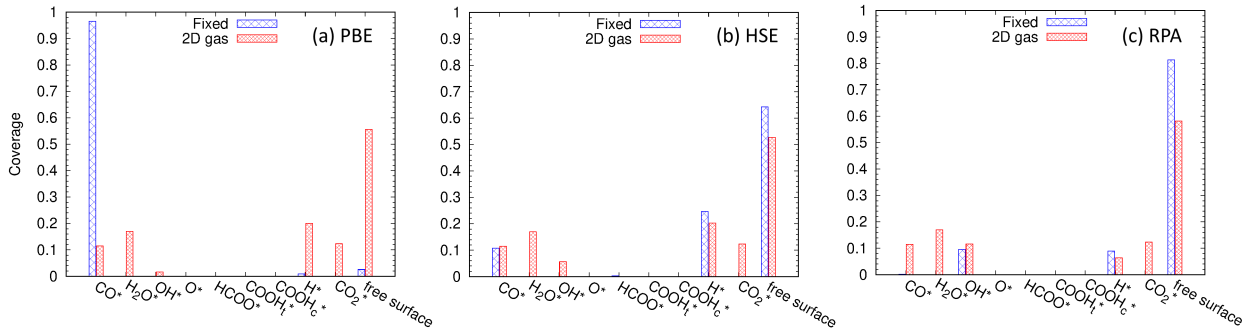 Coverage
1
0.9
0.8
0.7
0.6
0.5
0.4
0.3
0.2
0.1
0
Fixed
2D gas
(a) PBE
CO*
H2O*
OH*
O*
HCOO*
COOHt*
COOHc*
H*
CO2*
free surface
1
0.9
0.8
0.7
0.6
0.5
0.4
0.3
0.2
0.1
0
Fixed
2D gas
(b) HSE
CO*
H2O*
OH*
O*
HCOO*
COOHt*
COOHc*
H*
CO2*
free surface
1
0.9
0.8
0.7
0.6
0.5
0.4
0.3
0.2
0.1
0
Fixed
2D gas
(c) RPA
CO*
H2O*
OH*
O*
HCOO*
COOHt*
COOHc*
H*
CO2*
free surface